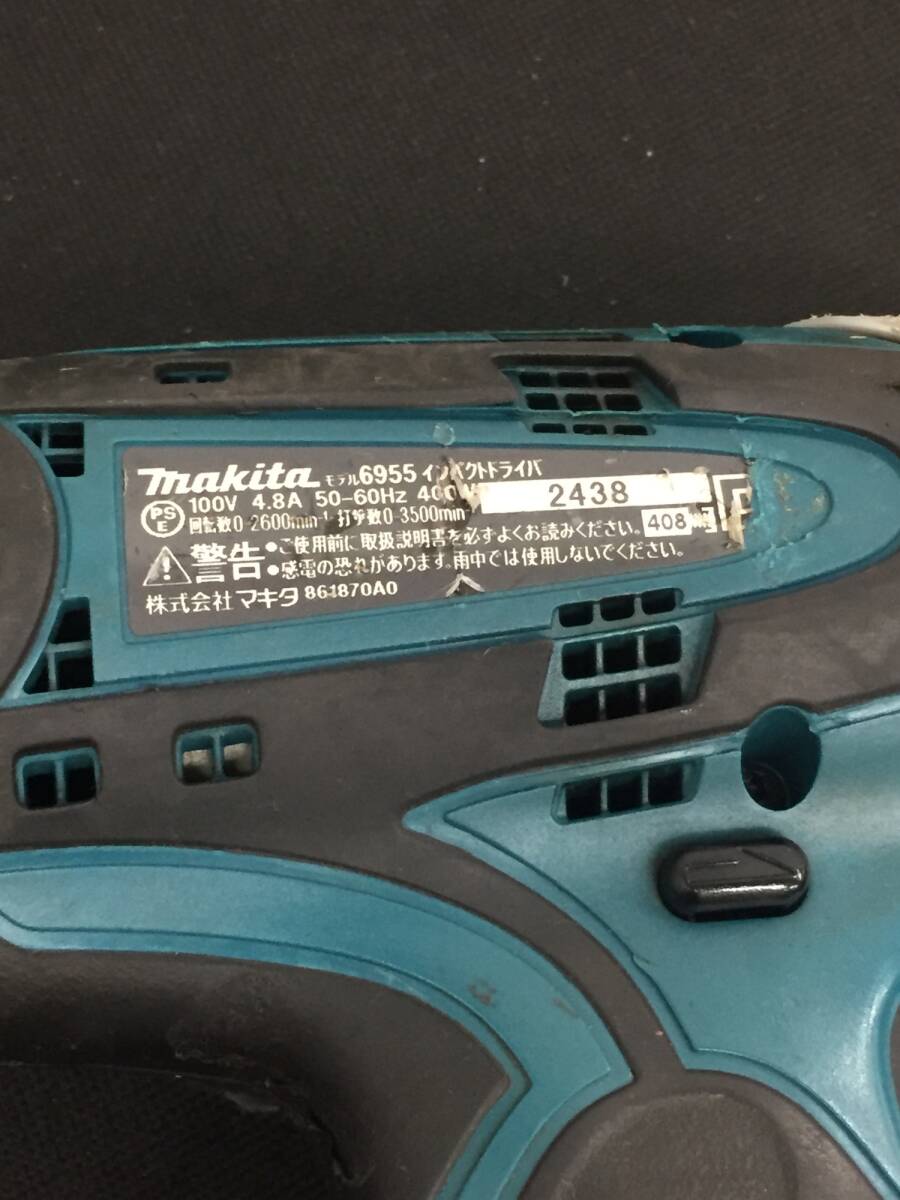 makita モデル6955 インパクトドライバ
PS E 100V 4.8A 50-60Hz 400W 2438
回転数0-2600min-1 打撃数0-3500min 408
警告 •ご使用前に取扱説明書を必ずよくお読みください。
•感電の恐れがあります.雨中では使用しないでください。
株式会社 マキタ 861870A0